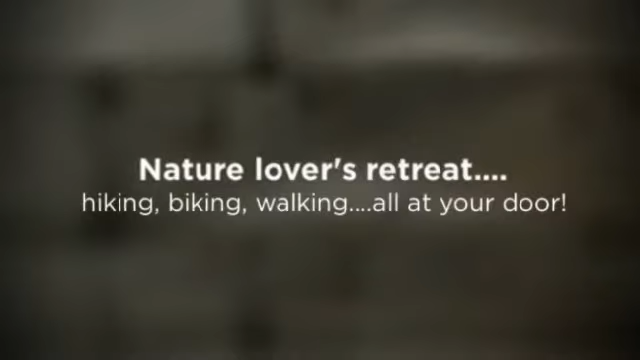 Nature lover's retreat....
hiking, biking, walking....all at your door!